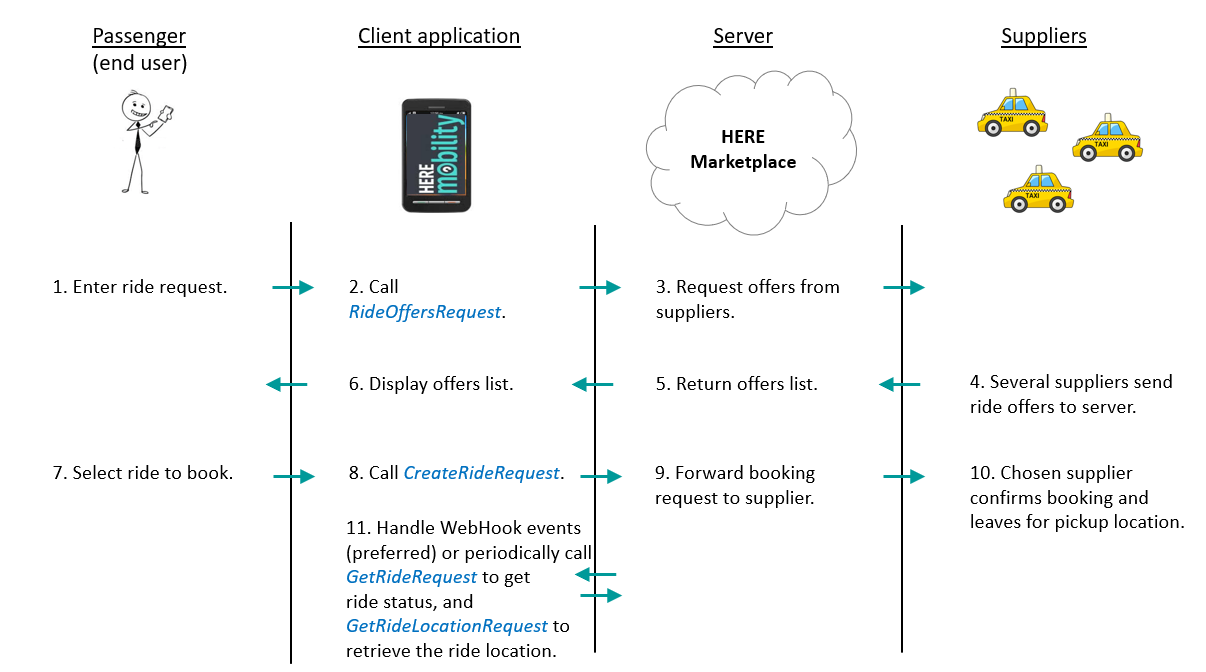 Passenger
(end user)
Client application
Server
Suppliers
HERE
mobility
HERE
Marketplace
TAXI
TAXI
TAXI
1. Enter ride request.
2. Call
RideOffersRequest.
3. Request offers from
suppliers.
6. Display offers list.
5. Return offers list.
4. Several suppliers send
ride offers to server.
7. Select ride to book.
8. Call CreateRideRequest.
9. Forward booking
request to supplier.
10. Chosen supplier
confirms booking and
leaves for pickup location.
11. Handle WebHook events
(preferred) or periodically call
GetRideRequest to get
ride status, and
GetRideLocationRequest to
retrieve the ride location.